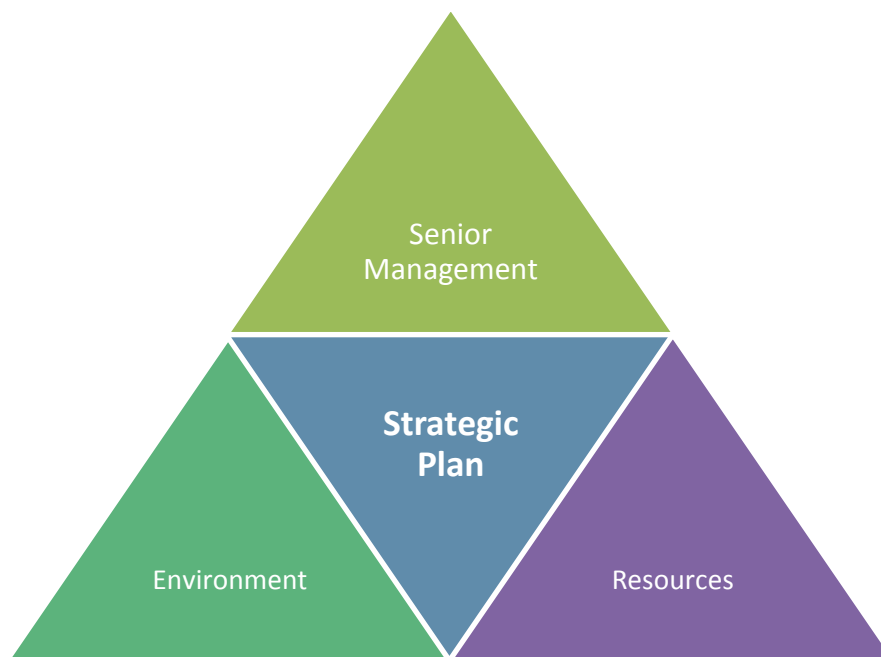 Senior
Management
Strategic
Plan
Environment
Resources